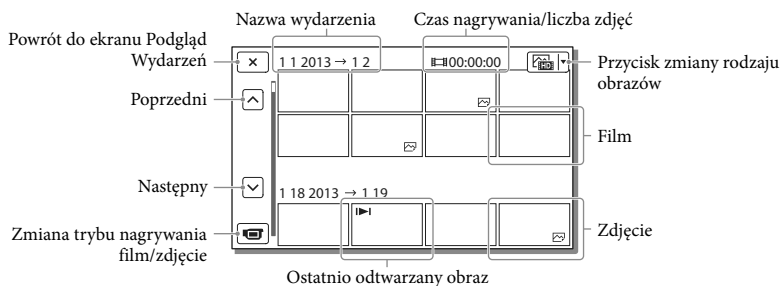 Nazwa wydarzenia
Czas nagrywania/liczba zdjęć
Powrót do ekranu Podgląd
Wydarzeń
1 1 2013 → 1 2
00:00:00
HD
Przycisk zmiany rodzaju
obrazów
Poprzedni
Film
Następny
1 18 2013 → 1 19
Zmiana trybu nagrywania
film/zdjęcie
Zdjęcie
Ostatnio odtwarzany obraz